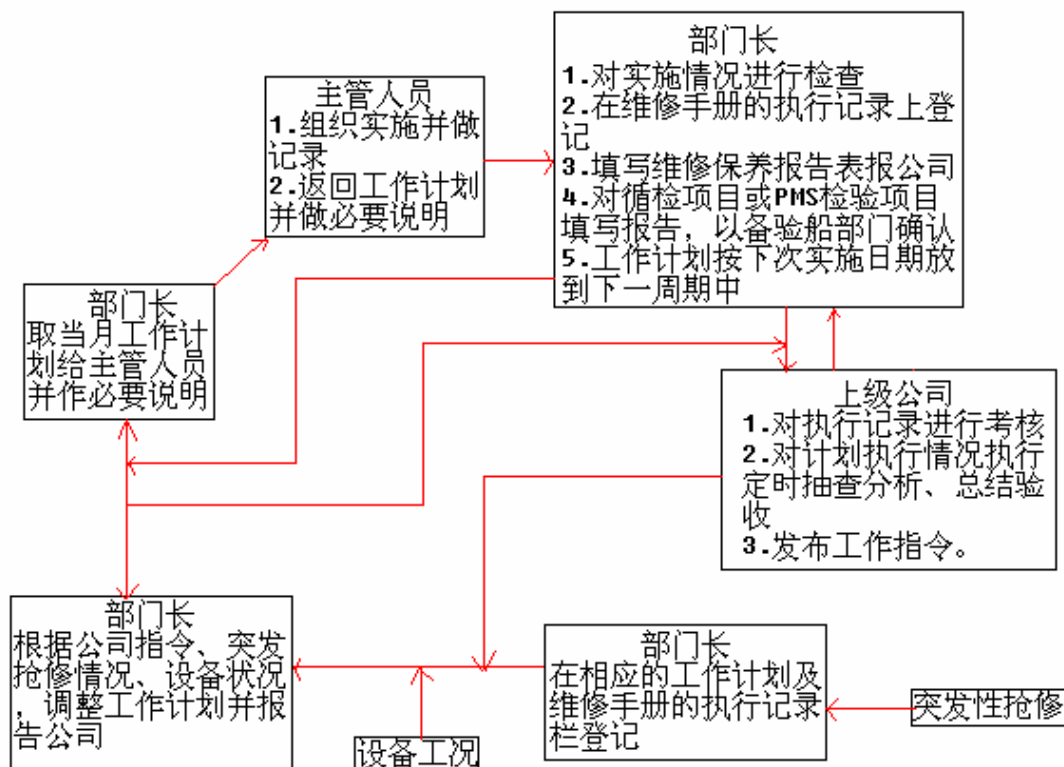 部门长
1.对实施情况进行检查
2.在维修手册的执行记录上登
记
3.填写维修保养报告表报公司
4.对循检项目或PMS检验项目
填写报告，以备验船部门确认
5.工作计划按下次实施日期放
到下一周期中
主管人员
1.组织实施并做
记录
2.返回工作计划
并做必要说明
部门长
取当月工作计
划给主管人员
并作必要说明
上级公司
1.对执行记录进行考核
2.对计划执行情况执行
定时抽查分析、总结验
收
3.发布工作指令。
部门长
根据公司指令、突发
抢修情况、设备状况
，调整工作计划并报
告公司
部门长
在相应的工作计划及
维修手册的执行记录
栏登记
突发性抢修
设备工况